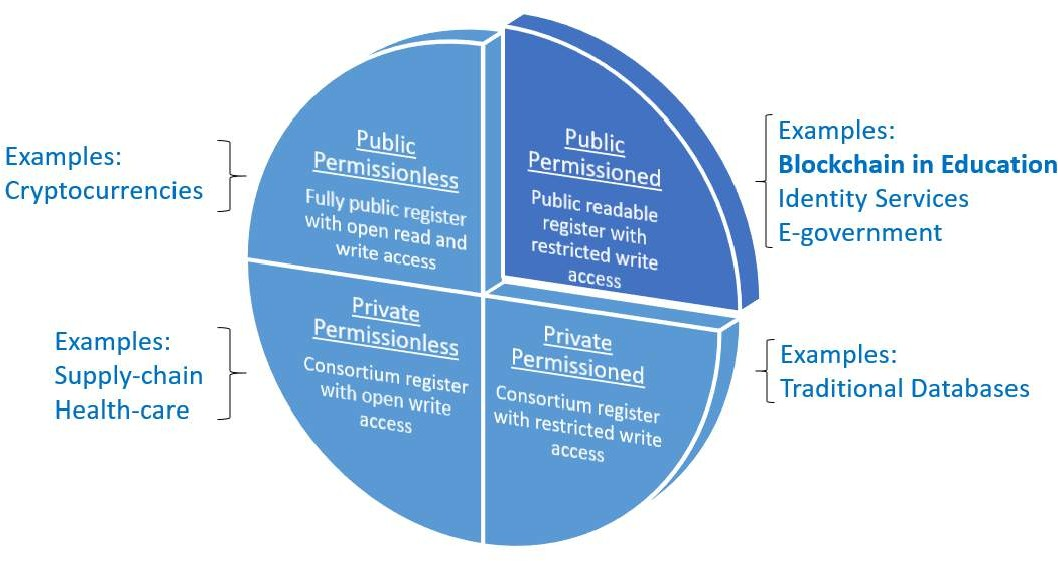 Examples:
Cryptocurrencies
Public
Permissionless
Fully public register
with open read and
write access
Public
Permissioned
Public readable
register with
restricted write
access
Examples:
Blockchain in Education
Identity Services
E-government
Examples:
Supply-chain
Health-care
Private
Permissionless
Consortium register
with open write
access
Private
Permissioned
Consortium register
with restricted write
access
Examples:
Traditional Databases